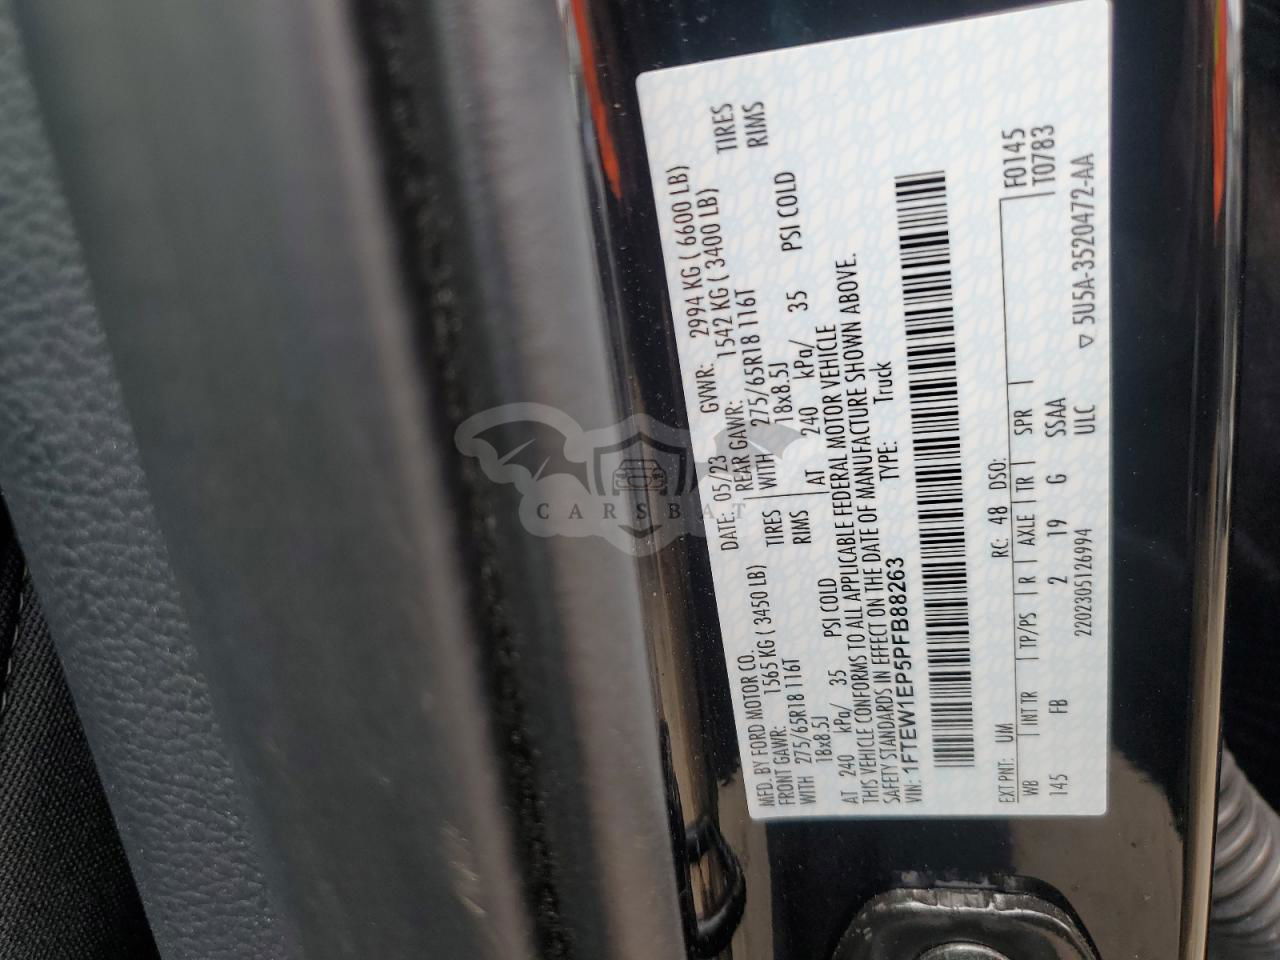 MFD. BY FORD MOTOR CO.
DATE: 05/23 GVWR: 2994 KG ( 6600 LB)
FRONT GAWR: 1565 KG ( 3450 LB) REAR GAWR: 1542 KG ( 3400 LB)
WITH 275/65R18 116T TIRES WITH 275/65R18 116T TIRES
18x8.5J RIMS 18x8.5J RIMS
AT 240 kPa/ 35 PSI COLD AT 240 kPa/ 35 PSI COLD
THIS VEHICLE CONFORMS TO ALL APPLICABLE FEDERAL MOTOR VEHICLE
SAFETY STANDARDS IN EFFECT ON THE DATE OF MANUFACTURE SHOWN ABOVE.
VIN: 1FTEW1EP5PFB88263 TYPE: Truck
F0145
T0783
EXT PNT: UM RC: 48 DSO:
WB INT TR TP/PS R AXLE TR SPR
145 FB 2 19 G SSAA
2202305126994 ULC
▽ 5U5A-3520472-AA
CARSBAT